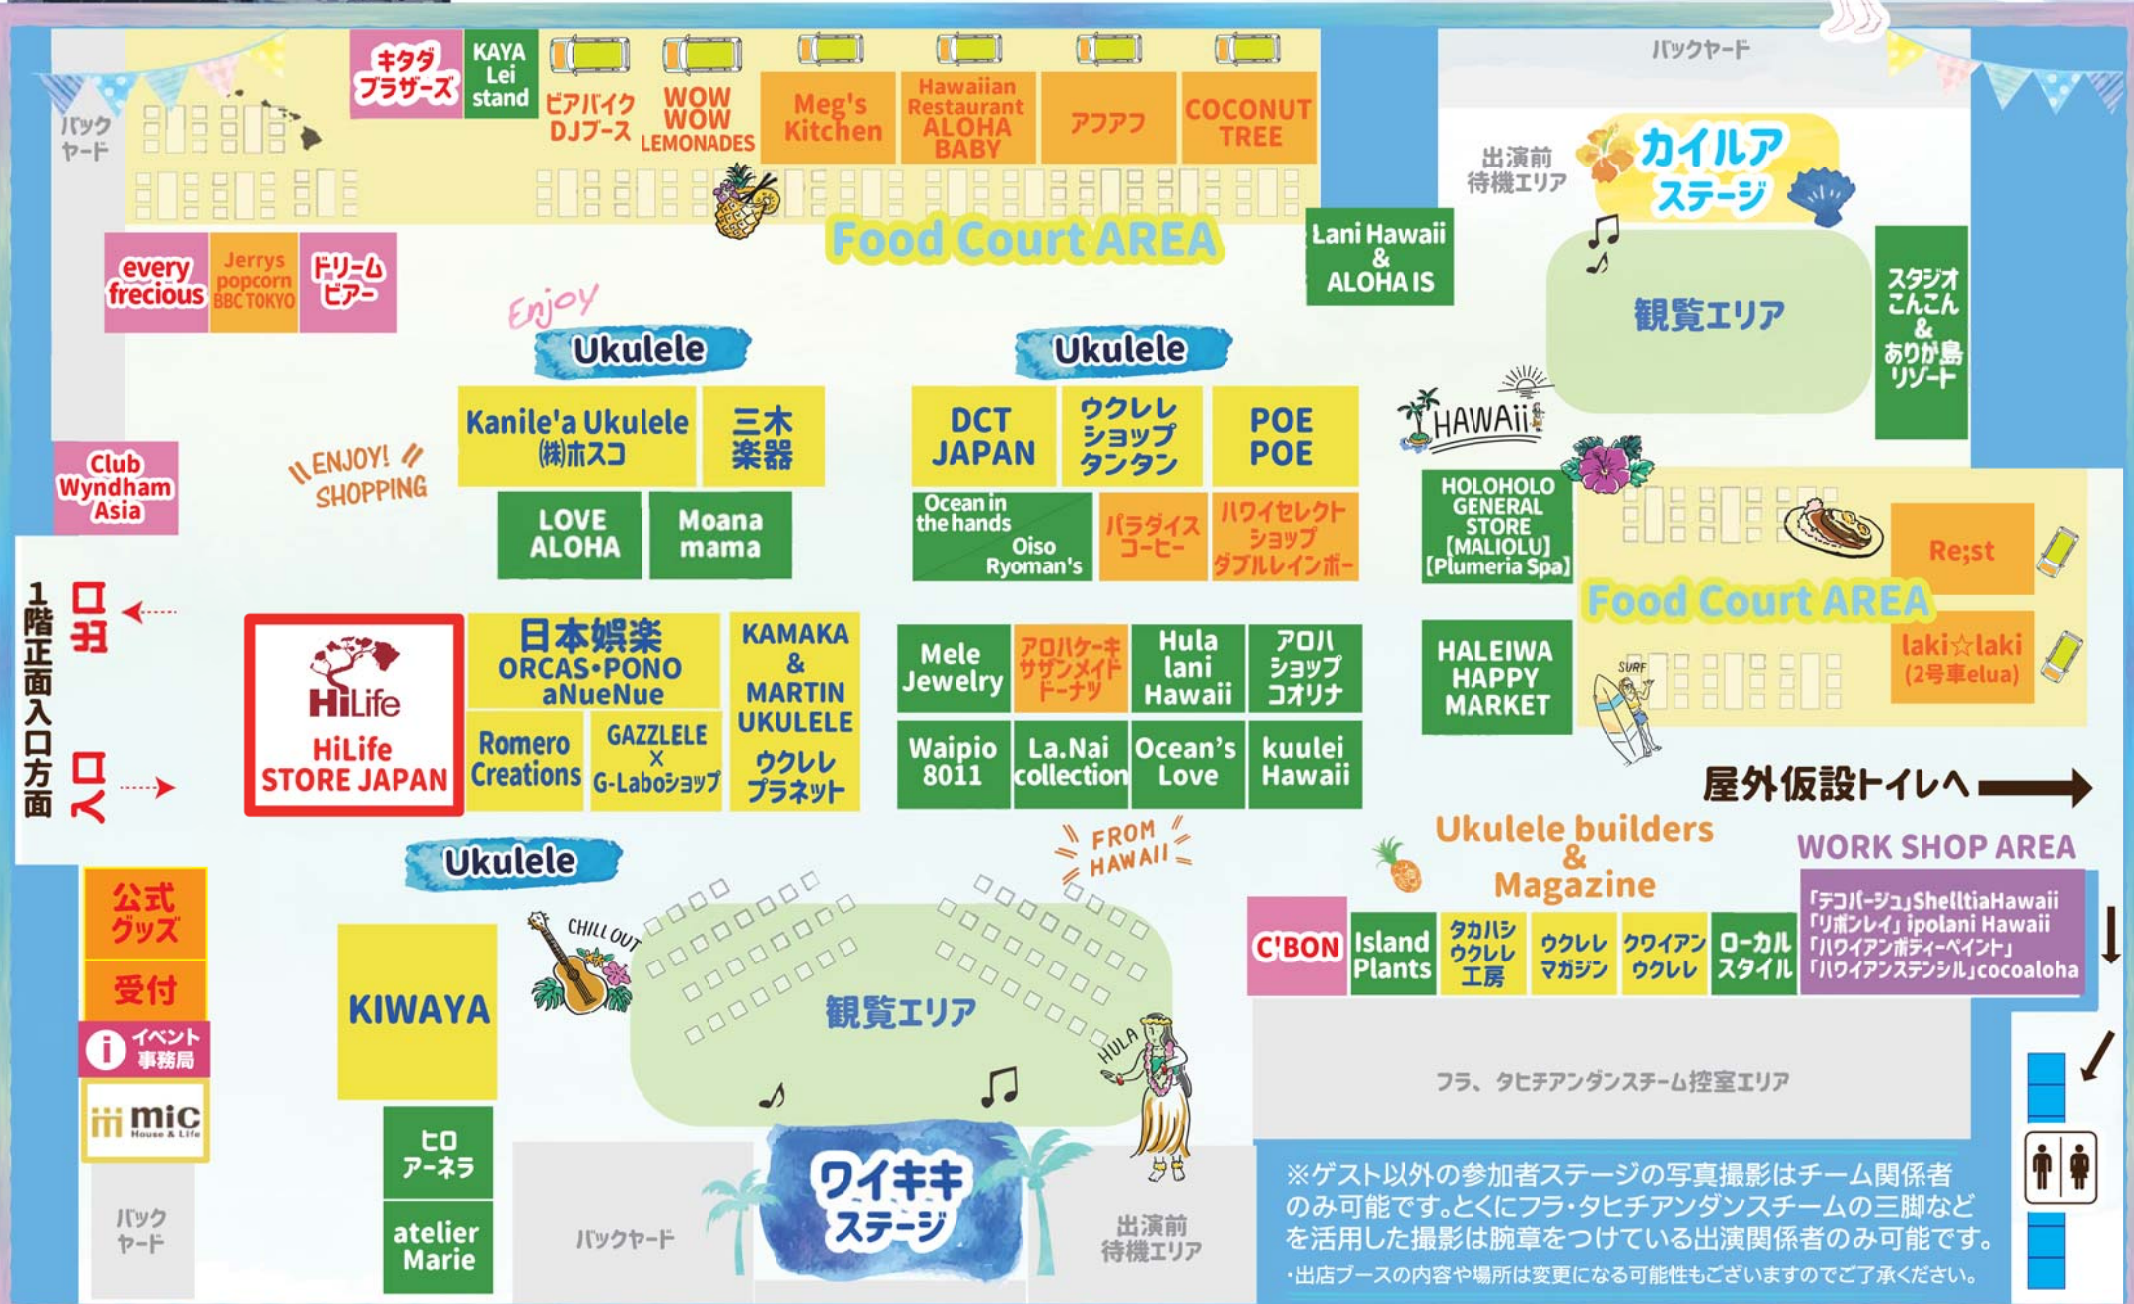 キタダ
ブラザーズ
KAYA
Lei
stand
ビアバイク
DJブース
WOW
WOW
LEMONADES
Meg's
Kitchen
Hawaiian
Restaurant
ALOHA
BABY
アフアフ
COCONUT
TREE
バックヤード
バック
ヤード
出演前
待機エリア
カイルア
ステージ
Food Court AREA
Lani Hawaii
&
ALOHA IS
観覧エリア
スタジオ
こんこん
&
ありが島
リゾート
every
frecious
Jerrys
popcorn
BBC TOKYO
ドリーム
ビアー
Enjoy
Ukulele
Ukulele
Kanile'a Ukulele
㈱ホスコ
三木
楽器
DCT
JAPAN
ウクレレ
ショップ
タンタン
POE
POE
HAWAii
Club
Wyndham
Asia
ENJOY!
SHOPPING
LOVE
ALOHA
Moana
mama
Ocean in
the hands
Oiso
Ryoman's
パラダイス
コーヒー
ハワイセレクト
ショップ
ダブルレインボー
HOLOHOLO
GENERAL
STORE
【MALIOLU】
【Plumeria Spa】
Re;st
Food Court AREA
laki☆laki
(2号車elua)
SURF
1階正面入口方面
出口
入口
HiLife
HiLife
STORE JAPAN
日本娯楽
ORCAS・PONO
aNueNue
Romero
Creations
GAZZLELE
×
G-Laboショップ
KAMAKA
&
MARTIN
UKULELE
ウクレレ
プラネット
Mele
Jewelry
アロハケーキ
サザンメイド
ドーナツ
Hula
lani
Hawaii
アロハ
ショップ
コオリナ
Waipio
8011
La.Nai
collection
Ocean's
Love
kuulei
Hawaii
HALEIWA
HAPPY
MARKET
屋外仮設トイレへ
Ukulele
FROM
HAWAII
Ukulele builders
&
Magazine
WORK SHOP AREA
公式
グッズ
受付
i イベント
事務局
mic
House & Life
バック
ヤード
KIWAYA
CHILL OUT
観覧エリア
HULA
C'BON
Island
Plants
タカハシ
ウクレレ
工房
ウクレレ
マガジン
クワイアン
ウクレレ
ローカル
スタイル
「デコパージュ」ShelltiaHawaii
「リボンレイ」ipolani Hawaii
「ハワイアンボディーペイント」
「ハワイアンステンシル」cocoaloha
フラ、タヒチアンダンスチーム控室エリア
ヒロ
アーネラ
atelier
Marie
バックヤード
ワイキキ
ステージ
出演前
待機エリア
※ゲスト以外の参加者ステージの写真撮影はチーム関係者
のみ可能です。とくにフラ・タヒチアンダンスチームの三脚など
を活用した撮影は腕章をつけている出演関係者のみ可能です。
・出店ブースの内容や場所は変更になる可能性もございますのでご了承ください。